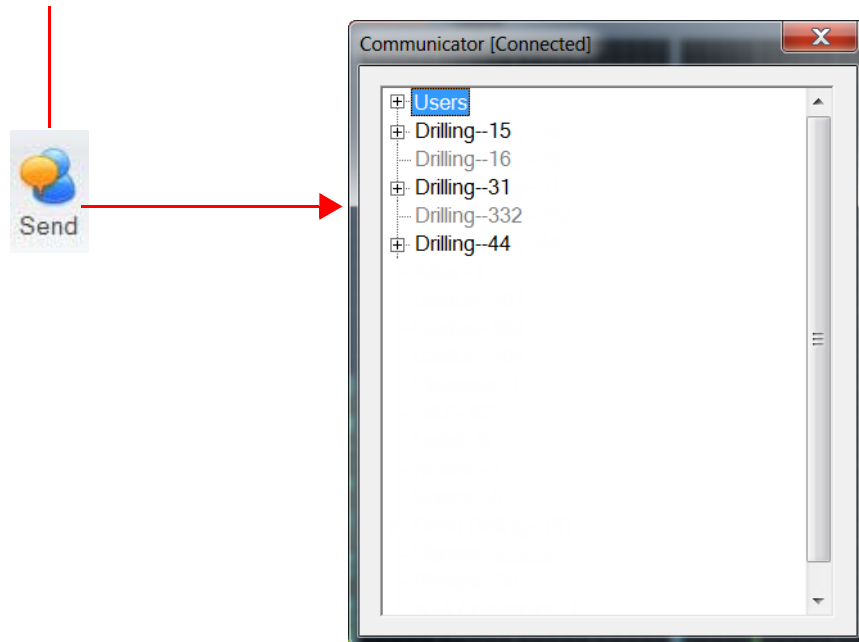 Communicator [Connected]
Users
Drilling--15
Drilling--16
Drilling--31
Drilling--332
Drilling--44
Send